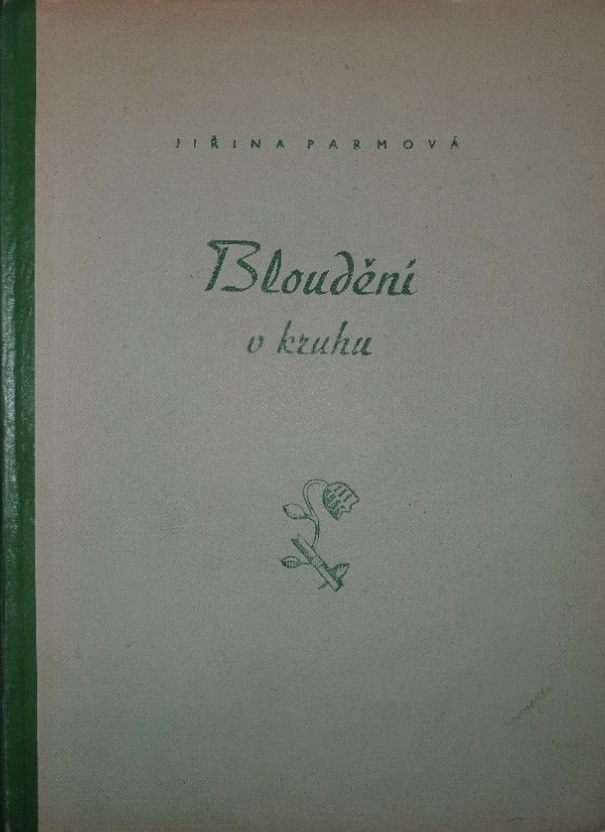 JIŘINA PARMOVÁ
Bloudění
v kruhu